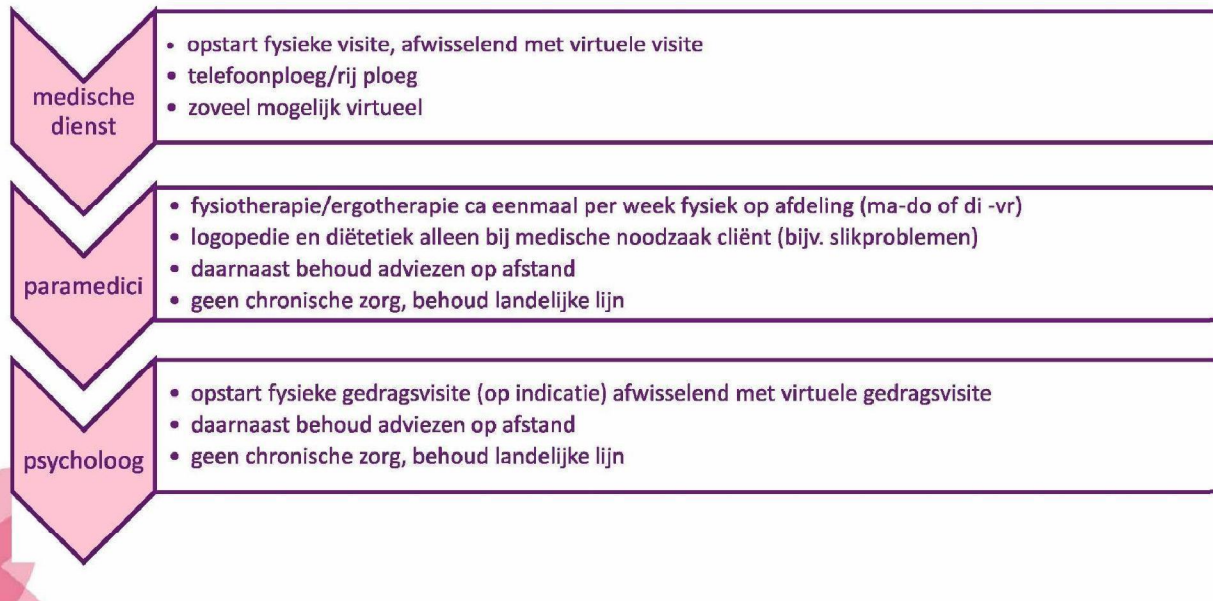 medische
dienst
• opstart fysieke visite, afwisselend met virtuele visite
• telefoonploeg/rij ploeg
• zoveel mogelijk virtueel
paramedici
• fysiotherapie/ergotherapie ca eenmaal per week fysiek op afdeling (ma-do of di -vr)
• logopedie en diëtetiek alleen bij medische noodzaak cliënt (bijv. slikproblemen)
• daarnaast behoud adviezen op afstand
• geen chronische zorg, behoud landelijke lijn
psycholoog
• opstart fysieke gedragsvisite (op indicatie) afwisselend met virtuele gedragsvisite
• daarnaast behoud adviezen op afstand
• geen chronische zorg, behoud landelijke lijn